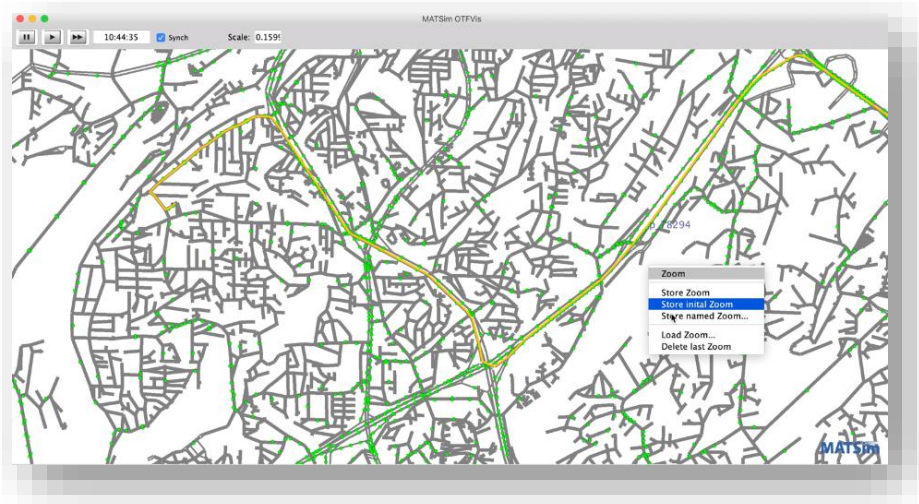 MATSim OTFVis
10:44:35 Synch Scale: 0.159
p_78294
Zoom
Store Zoom
Store inital Zoom
Store named Zoom...
Load Zoom...
Delete last Zoom
MATSim